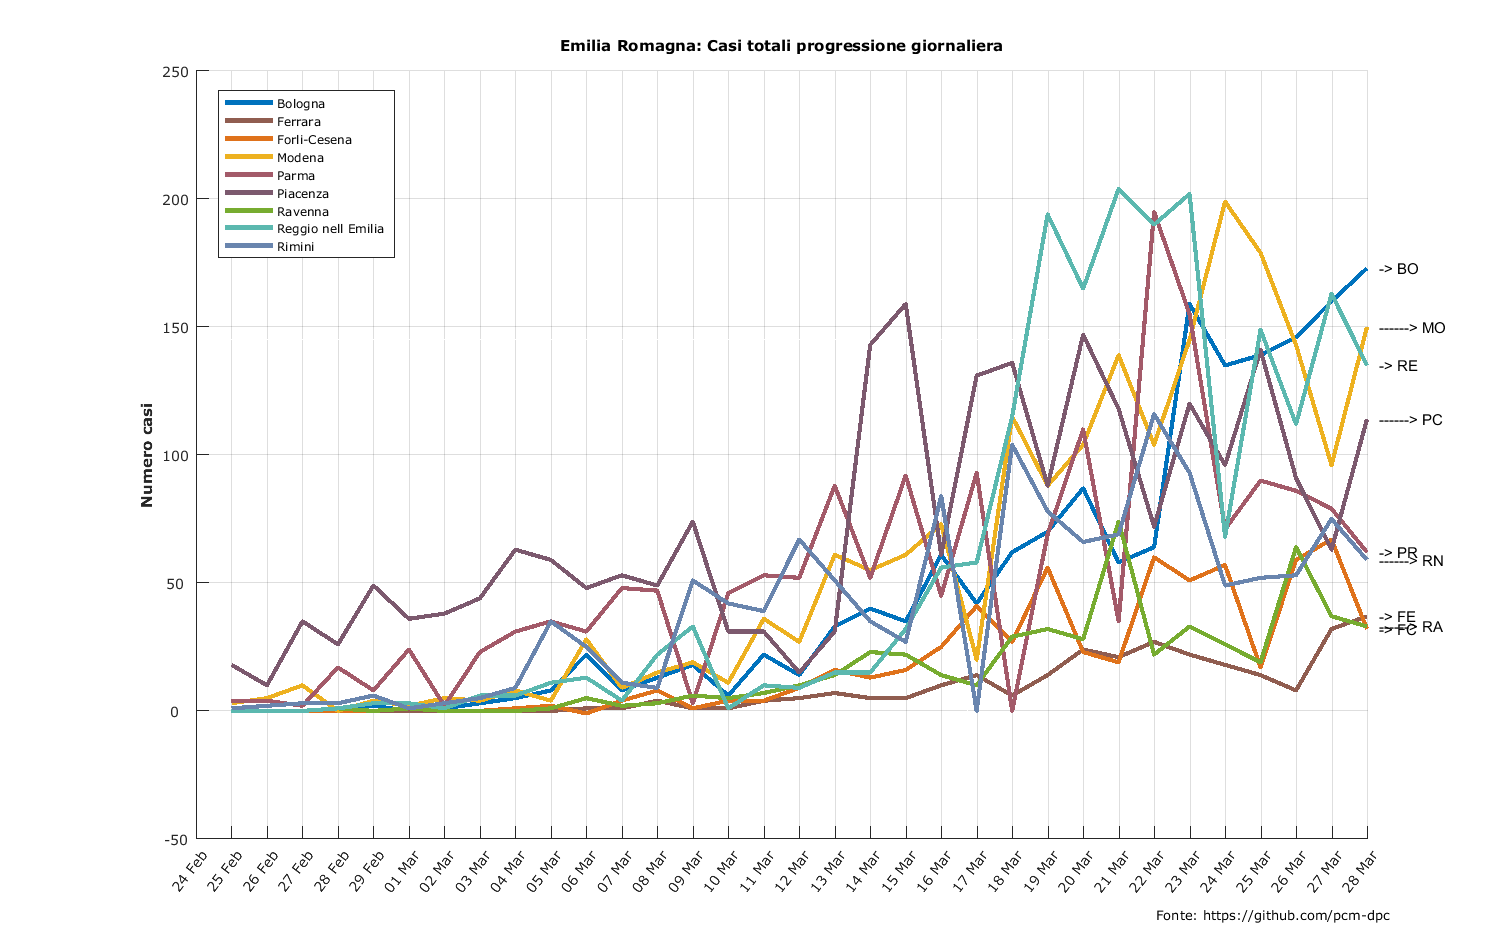 Emilia Romagna: Casi totali progressione giornaliera
250
200
150
100
50
0
-50
Numero casi
Bologna
Ferrara
Forli-Cesena
Modena
Parma
Piacenza
Ravenna
Reggio nell Emilia
Rimini
-> BO
------> MO
-> RE
------> PC
-> PR
------> RN
-> FE
------> RA
-> FC
24 Feb
25 Feb
26 Feb
27 Feb
28 Feb
29 Feb
01 Mar
02 Mar
03 Mar
04 Mar
05 Mar
06 Mar
07 Mar
08 Mar
09 Mar
10 Mar
11 Mar
12 Mar
13 Mar
14 Mar
15 Mar
16 Mar
17 Mar
18 Mar
19 Mar
20 Mar
21 Mar
22 Mar
23 Mar
24 Mar
25 Mar
26 Mar
27 Mar
28 Mar
Fonte: https://github.com/pcm-dpc